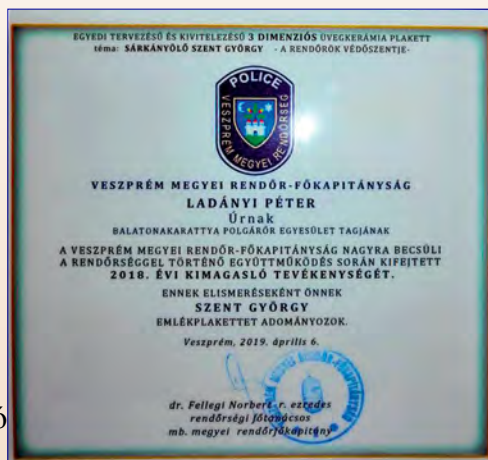 EGYEDI TERVEZÉSŰ ÉS KIVITELEZÉSŰ 3 DIMENZIÓS ÜVEGKERÁMIA PLAKETT
téma: SÁRKÁNYÖLŐ SZENT GYÖRGY - A RENDŐRÖK VÉDŐSZENTJE-
POLICE
VESZPRÉM MEGYEI RENDŐRSÉG
VESZPRÉM MEGYEI RENDŐR-FŐKAPITÁNYSÁG
LADÁNYI PÉTER
Úrnak
BALATONAKARATTYA POLGÁRŐR EGYESÜLET TAGJÁNAK
A VESZPRÉM MEGYEI RENDŐR-FŐKAPITÁNYSÁG NAGYRA BECSÜLI
A RENDŐRSÉGGEL TÖRTÉNŐ EGYÜTTMŰKÖDÉS SORÁN KIFEJTETT
2018. ÉVI KIMAGASLÓ TEVÉKENYSÉGÉT.
ENNEK ELISMERÉSEKÉNT ÖNNEK
SZENT GYÖRGY
EMLÉKPLAKETTET ADOMÁNYOZOK.
Veszprém, 2019. április 6.
dr. Fellegi Norbert r. ezredes
rendőrségi főtanácsos
mb. megyei rendőrfőkapitány